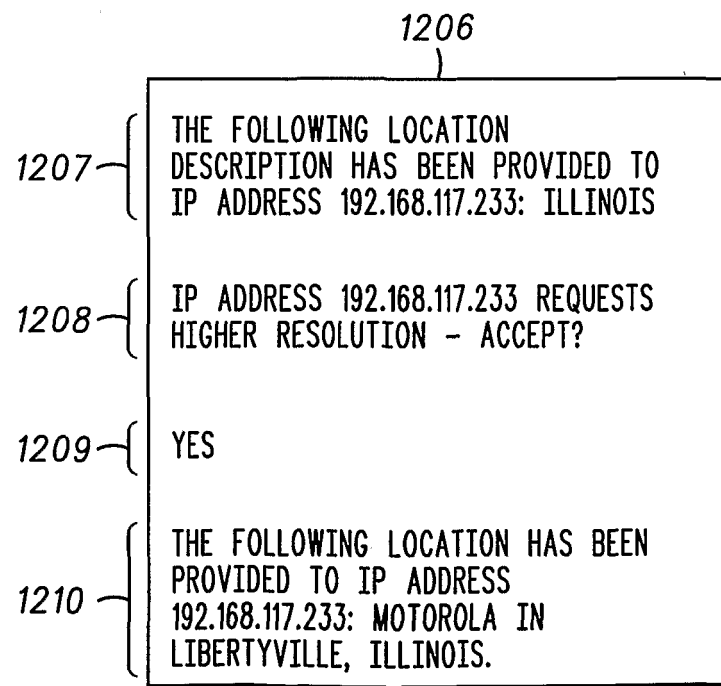 1206
1207
THE FOLLOWING LOCATION
DESCRIPTION HAS BEEN PROVIDED TO
IP ADDRESS 192.168.117.233: ILLINOIS
1208
IP ADDRESS 192.168.117.233 REQUESTS
HIGHER RESOLUTION – ACCEPT?
1209
YES
1210
THE FOLLOWING LOCATION HAS BEEN
PROVIDED TO IP ADDRESS
192.168.117.233: MOTOROLA IN
LIBERTYVILLE, ILLINOIS.